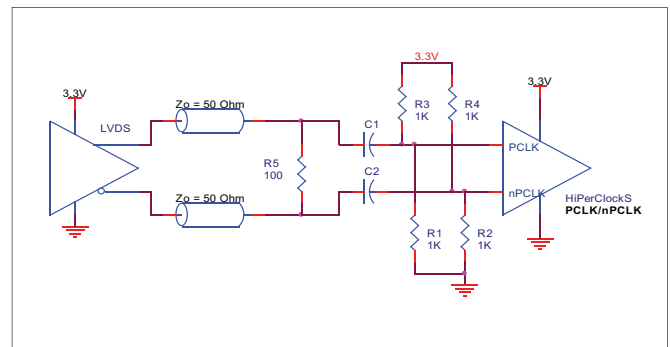 3.3V
3.3V
3.3V
Zo = 50 Ohm
LVDS
R3
1K
R4
1K
C1
PCLK
R5
100
C2
nPCLK
Zo = 50 Ohm
HiPerClockS
PCLK/nPCLK
R1
1K
R2
1K